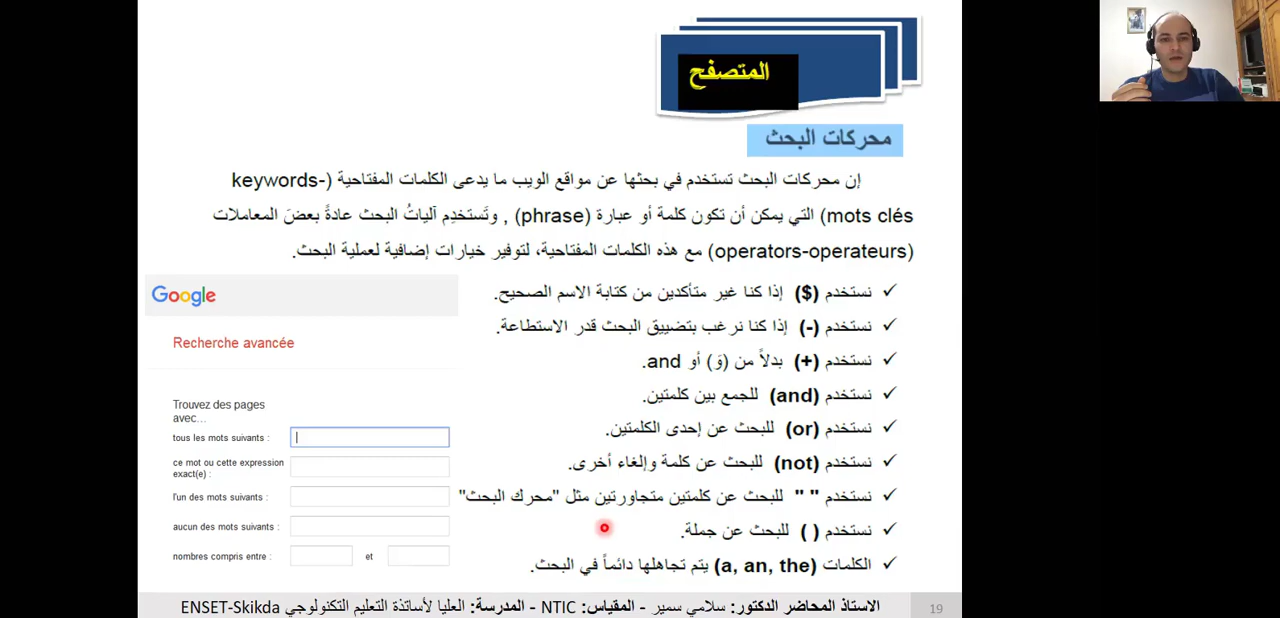 المتصفح
محركات البحث
إن محركات البحث تستخدم في بحثها عن مواقع الويب ما يدعى الكلمات المفتاحية (keywords-
mots clés) التي يمكن أن تكون كلمة أو عبارة (phrase) , وتَستخدِم آلياتُ البحث عادةً بعضَ المعاملات
(operators-operateurs) مع هذه الكلمات المفتاحية، لتوفير خيارات إضافية لعملية البحث.
✓ نستخدم ($) إذا كنا غير متأكدين من كتابة الاسم الصحيح.
✓ نستخدم (-) إذا كنا نرغب بتضييق البحث قدر الاستطاعة.
✓ نستخدم (+) بدلاً من (وَ) أو and.
✓ نستخدم (and) للجمع بين كلمتين.
✓ نستخدم (or) للبحث عن إحدى الكلمتين.
✓ نستخدم (not) للبحث عن كلمة وإلغاء أخرى.
✓ نستخدم " " للبحث عن كلمتين متجاورتين مثل "محرك البحث"
✓ نستخدم ( ) للبحث عن جملة.
✓ الكلمات (a, an, the) يتم تجاهلها دائماً في البحث.
Google
Recherche avancée
Trouvez des pages
avec...
tous les mots suivants :
ce mot ou cette expression
exact(e) :
l'un des mots suivants :
aucun des mots suivants :
nombres compris entre : et
الاستاذ المحاضر الدكتور: سلامي سمير - المقياس: NTIC - المدرسة: العليا لأساتذة التعليم التكنولوجي ENSET-Skikda
19